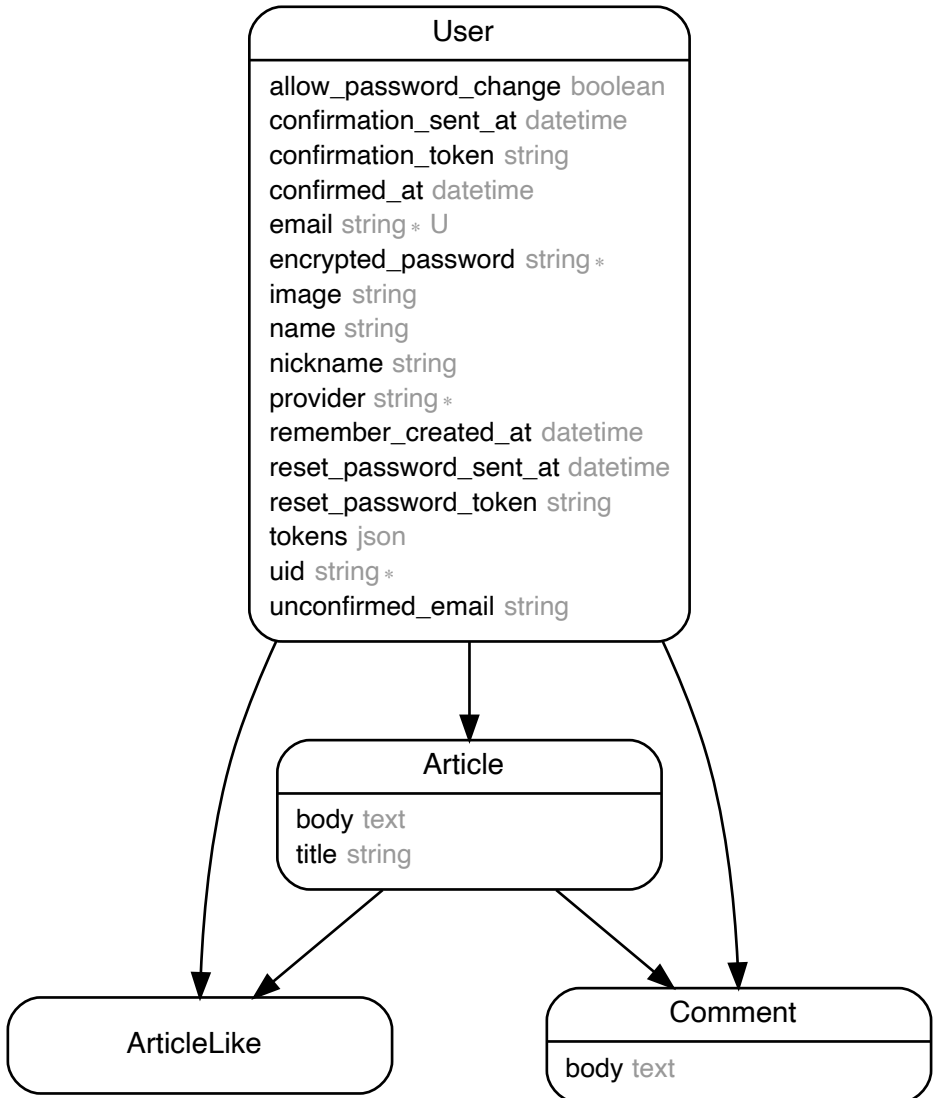 User
allow_password_change boolean
confirmation_sent_at datetime
confirmation_token string
confirmed_at datetime
email string * U
encrypted_password string *
image string
name string
nickname string
provider string *
remember_created_at datetime
reset_password_sent_at datetime
reset_password_token string
tokens json
uid string *
unconfirmed_email string
Article
body text
title string
ArticleLike
Comment
body text